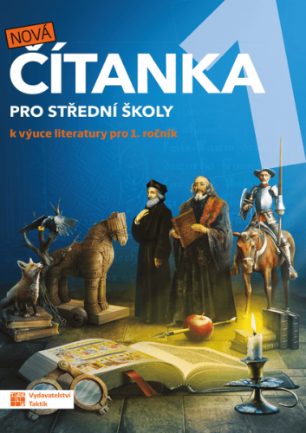 NOVÁ
ČÍTANKA
1
PRO STŘEDNÍ ŠKOLY
k výuce literatury pro 1. ročník
Vydavatelství
Taktik